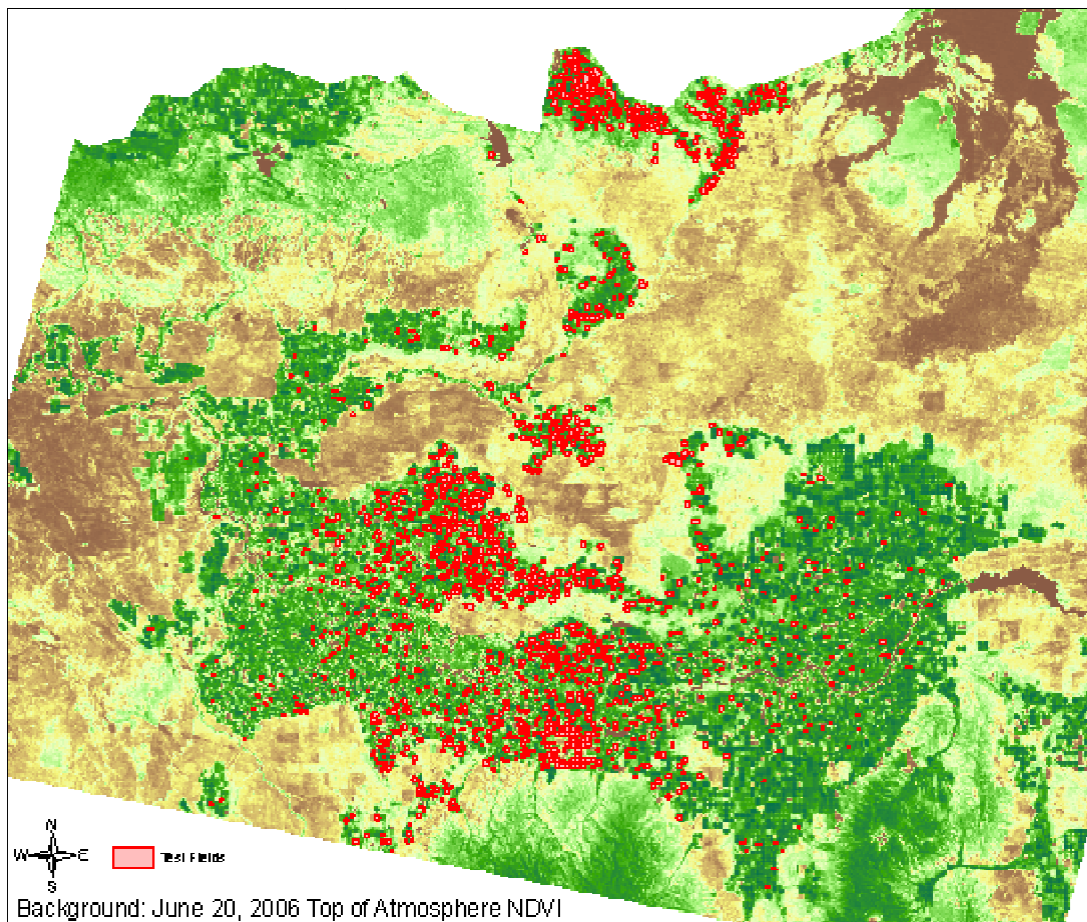 N
W E
S
Test Fields
Background: June 20, 2006 Top of Atmosphere NDVI